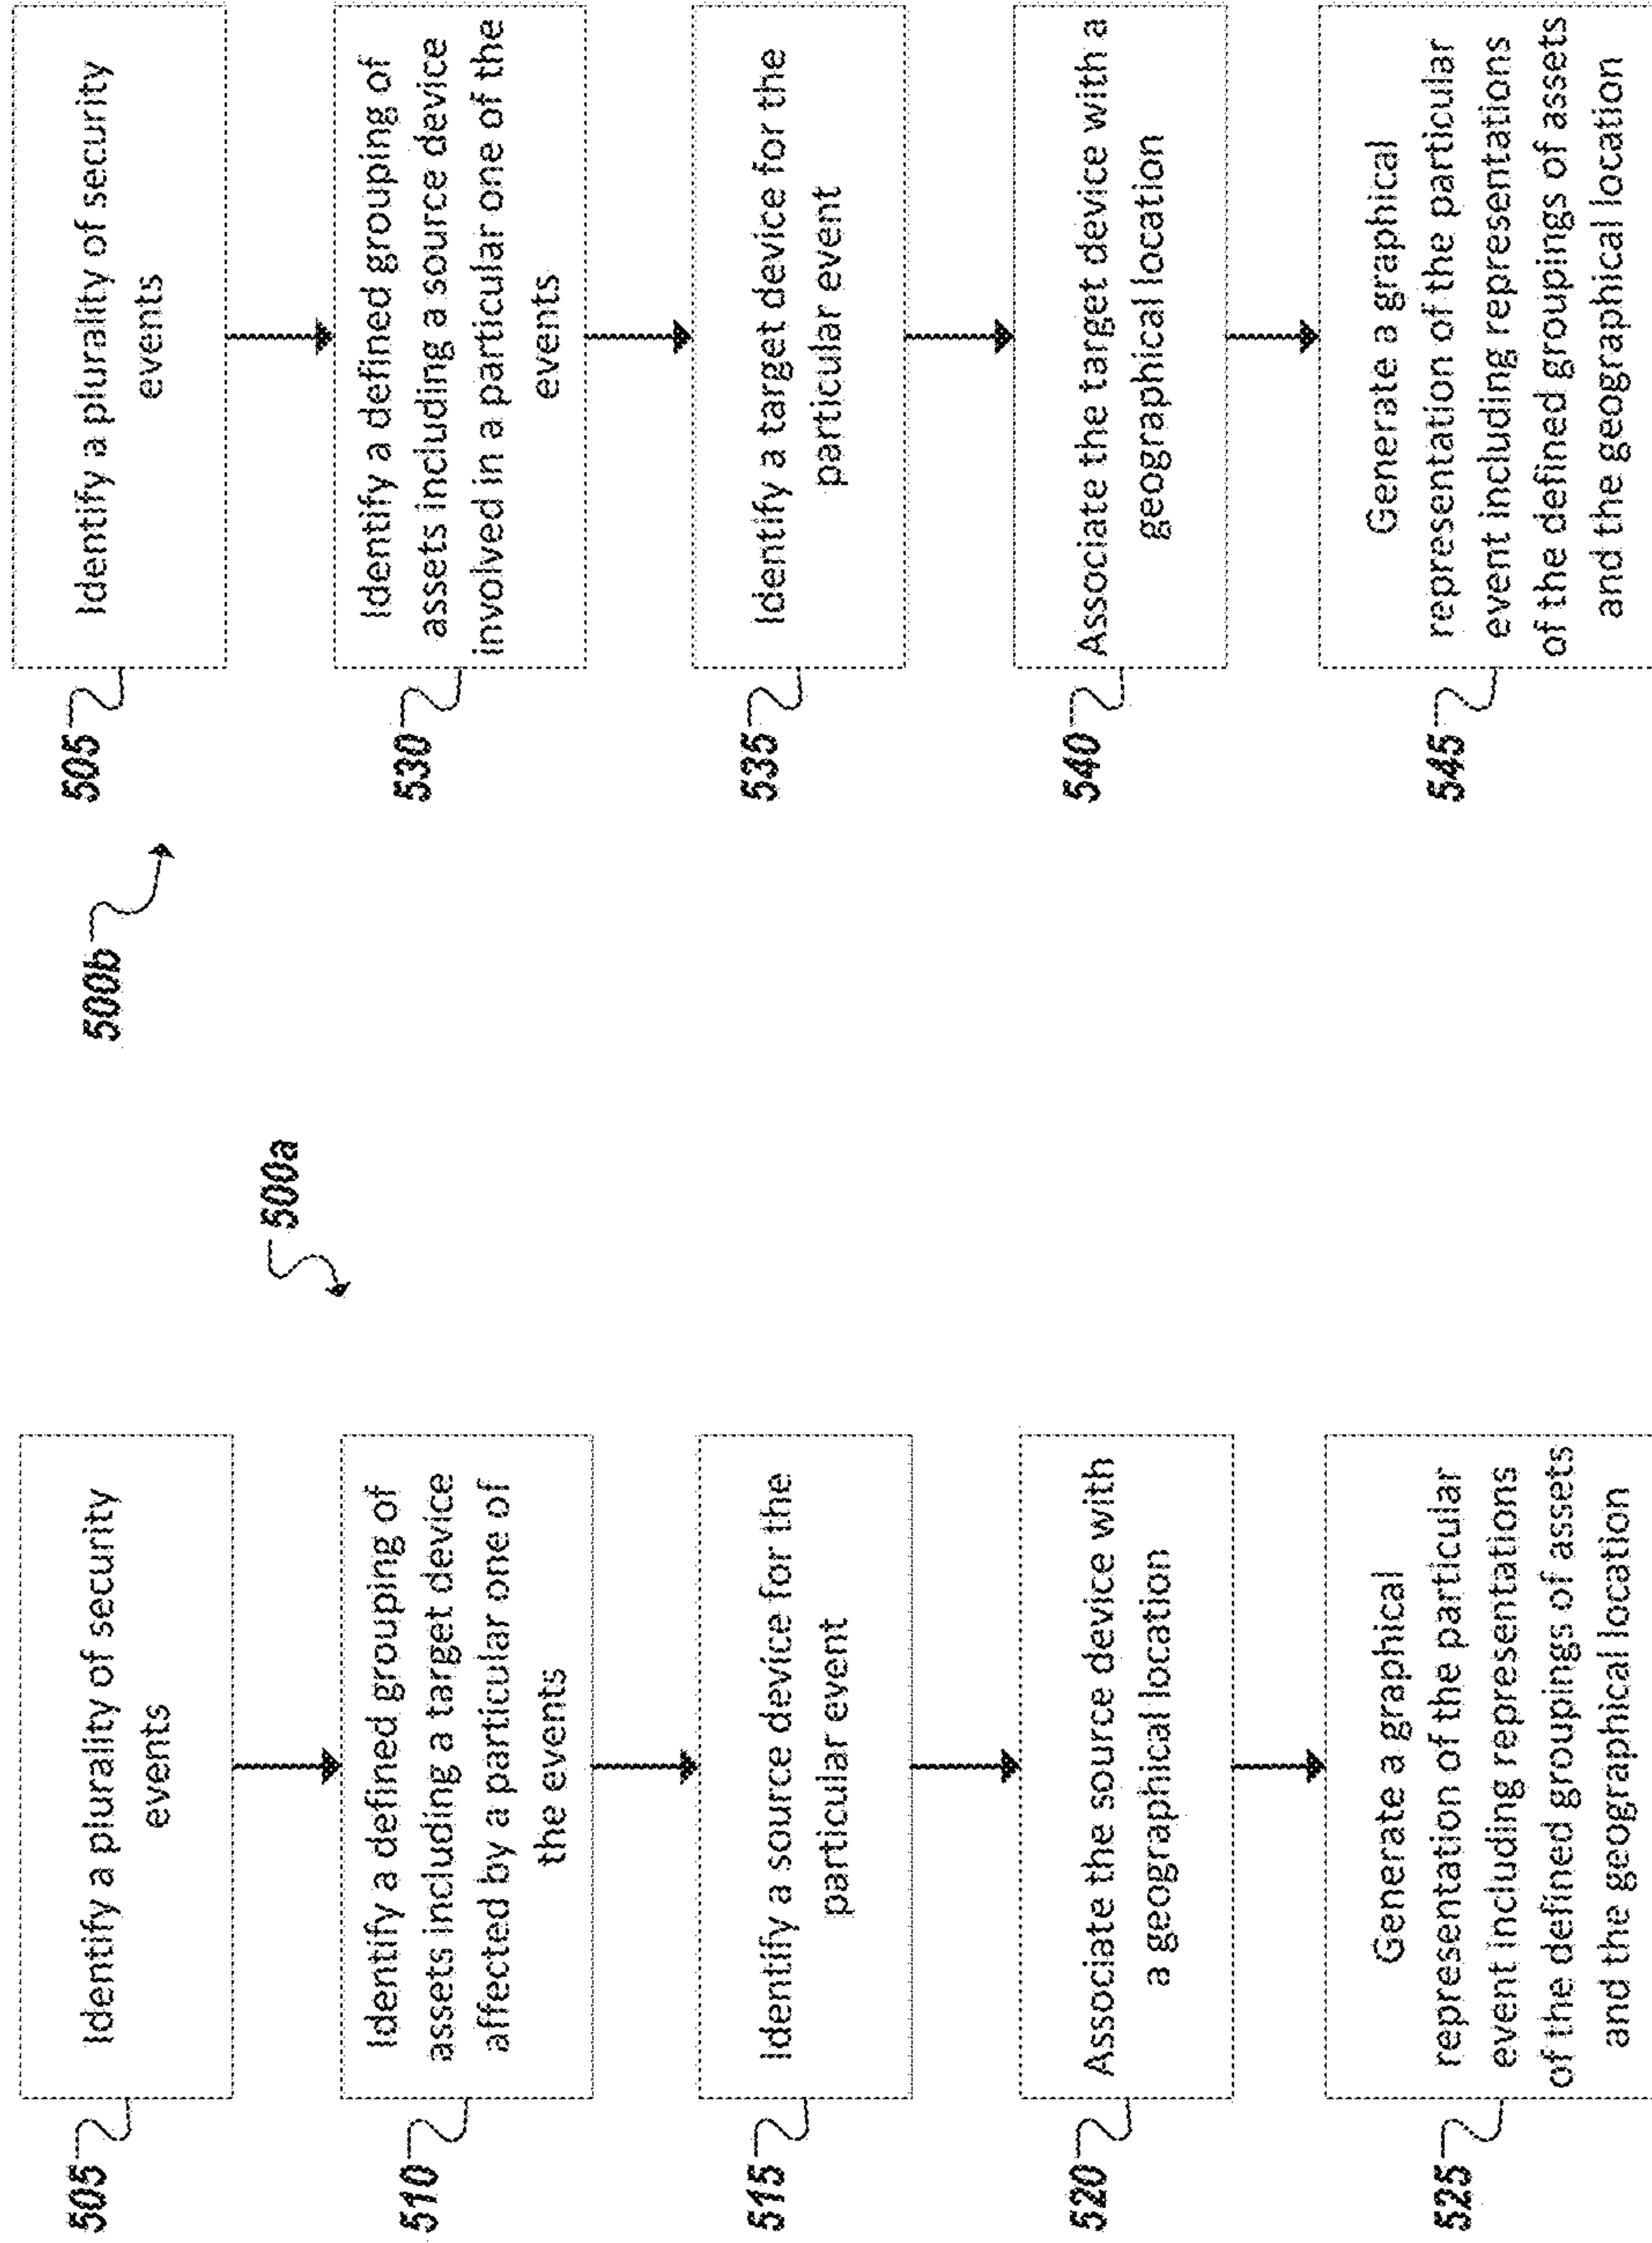 500a
505
Identify a plurality of security
events
510
Identify a defined grouping of
assets including a target device
affected by a particular one of
the events
515
Identify a source device for the
particular event
520
Associate the source device with
a geographical location
525
Generate a graphical
representation of the particular
event including representations
of the defined groupings of assets
and the geographical location
500b
505
Identify a plurality of security
events
530
Identify a defined grouping of
assets including a source device
involved in a particular one of the
events
535
Identify a target device for the
particular event
540
Associate the target device with a
geographical location
545
Generate a graphical
representation of the particular
event including representations
of the defined groupings of assets
and the geographical location